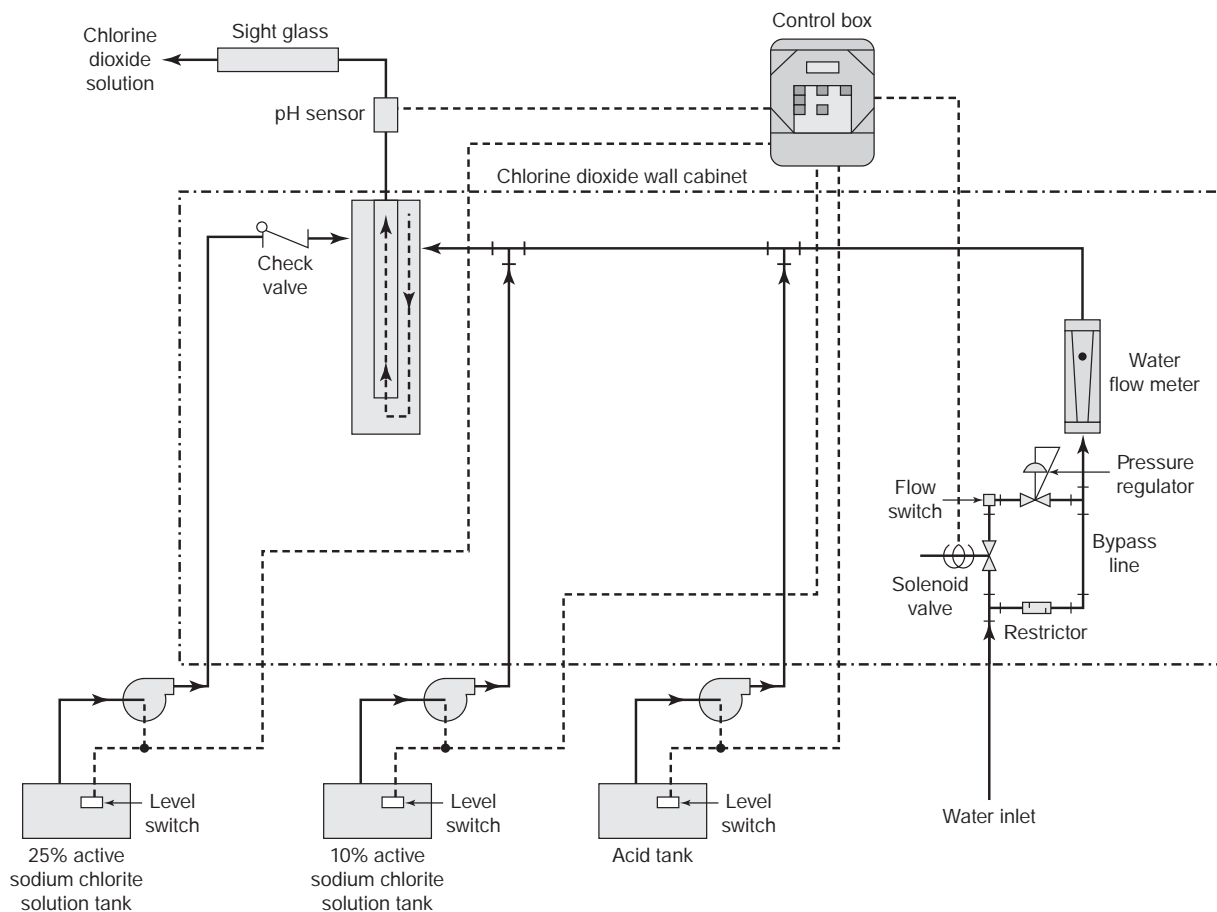 Control box
Sight glass
Chlorine
dioxide
solution
pH sensor
Chlorine dioxide wall cabinet
Check
valve
Water
flow meter
Pressure
regulator
Flow
switch
Bypass
line
Solenoid
valve
Restrictor
Level
switch
Level
switch
Level
switch
Water inlet
25% active
sodium chlorite
solution tank
10% active
sodium chlorite
solution tank
Acid tank